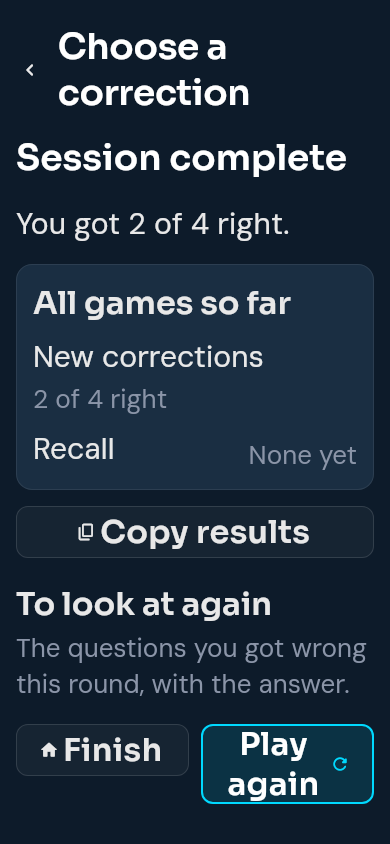 Choose a
correction
Session complete
You got 2 of 4 right.
All games so far
New corrections
2 of 4 right
Recall
None yet
Copy results
To look at again
The questions you got wrong
this round, with the answer.
Finish
Play
again